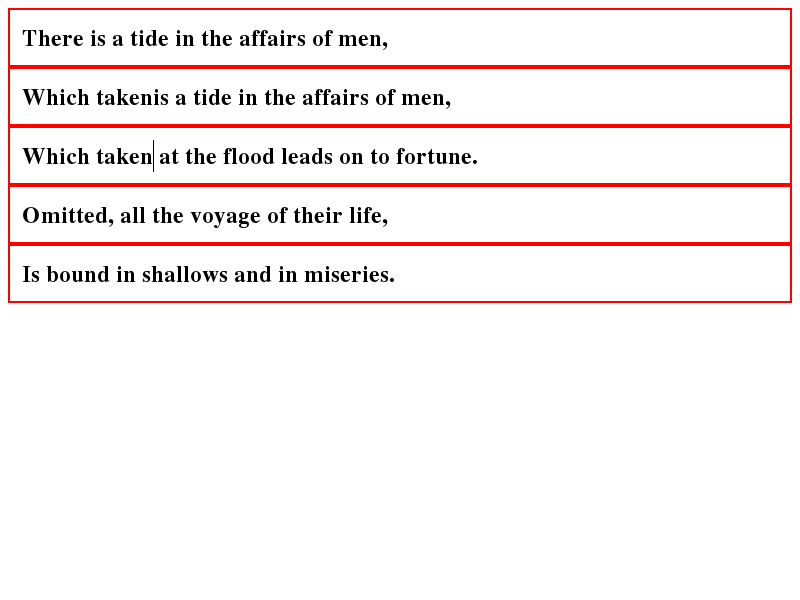 There is a tide in the affairs of men,
Which takenis a tide in the affairs of men,
Which taken at the flood leads on to fortune.
Omitted, all the voyage of their life,
Is bound in shallows and in miseries.